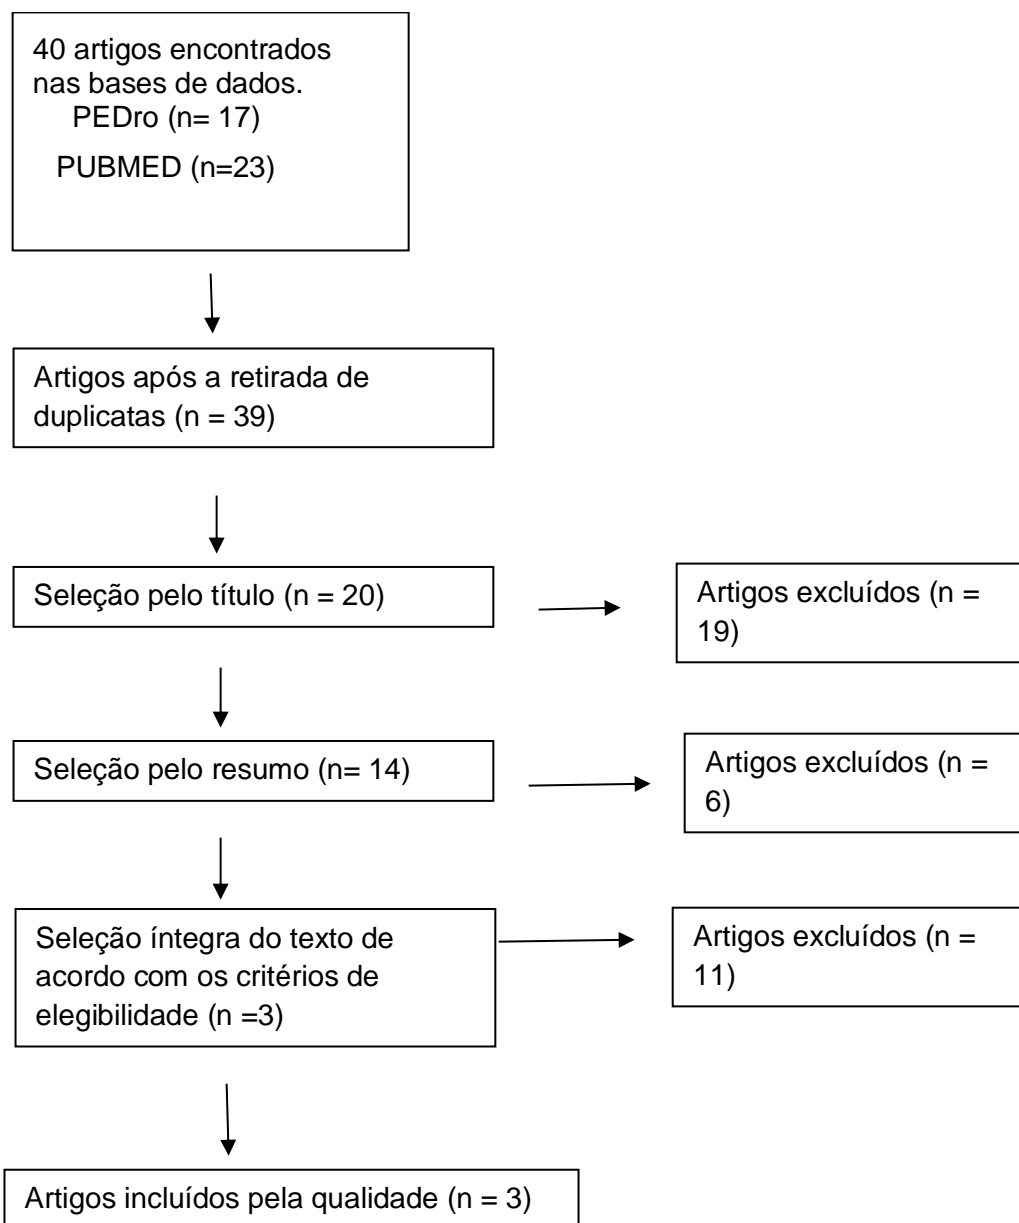 40 artigos encontrados
nas bases de dados.
PEDro (n= 17)
PUBMED (n=23)
Artigos após a retirada de
duplicatas (n = 39)
Seleção pelo título (n = 20)
Artigos excluídos (n =
19)
Seleção pelo resumo (n= 14)
Artigos excluídos (n =
6)
Seleção íntegra do texto de
acordo com os critérios de
elegibilidade (n =3)
Artigos excluídos (n =
11)
Artigos incluídos pela qualidade (n = 3)